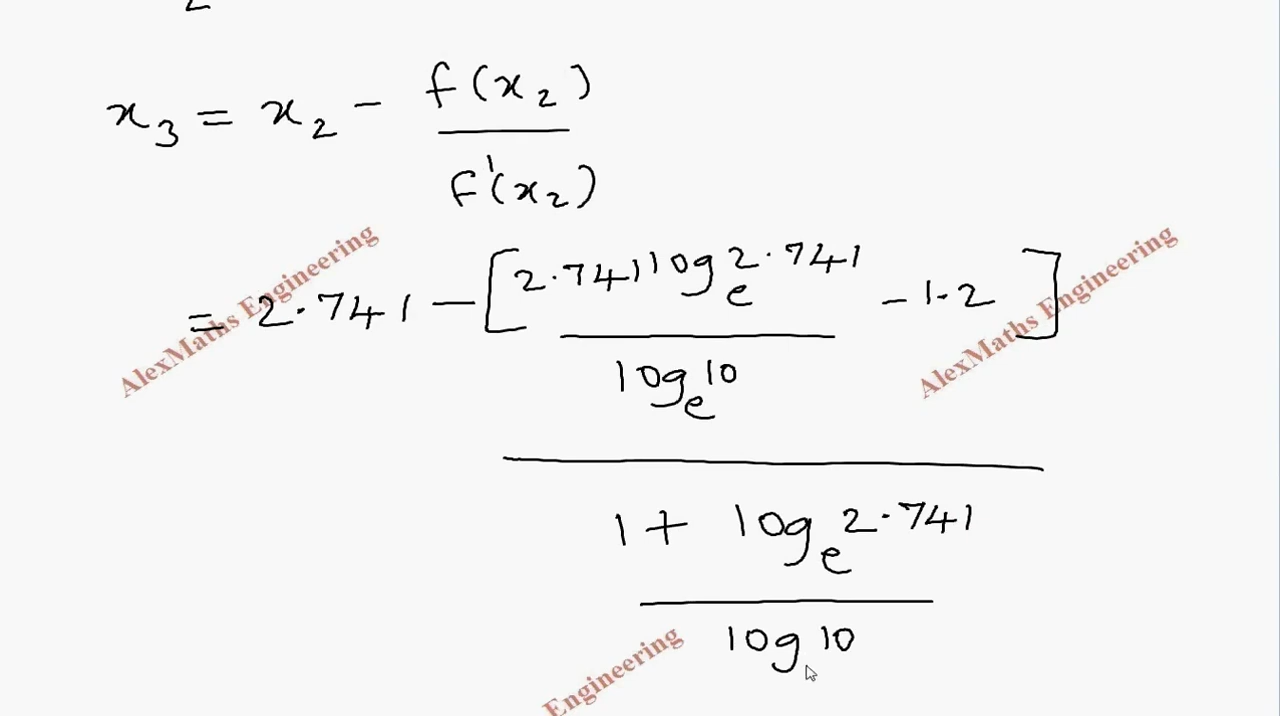 2
x₃ = x₂ - f(x₂)
f'(x₂)
= 2.741 - [2.741 logₑ 2.741 - 1.2]
logₑ 10
1 + logₑ 2.741
log 10
AlexMaths Engineering
AlexMaths Engineering
Engineering